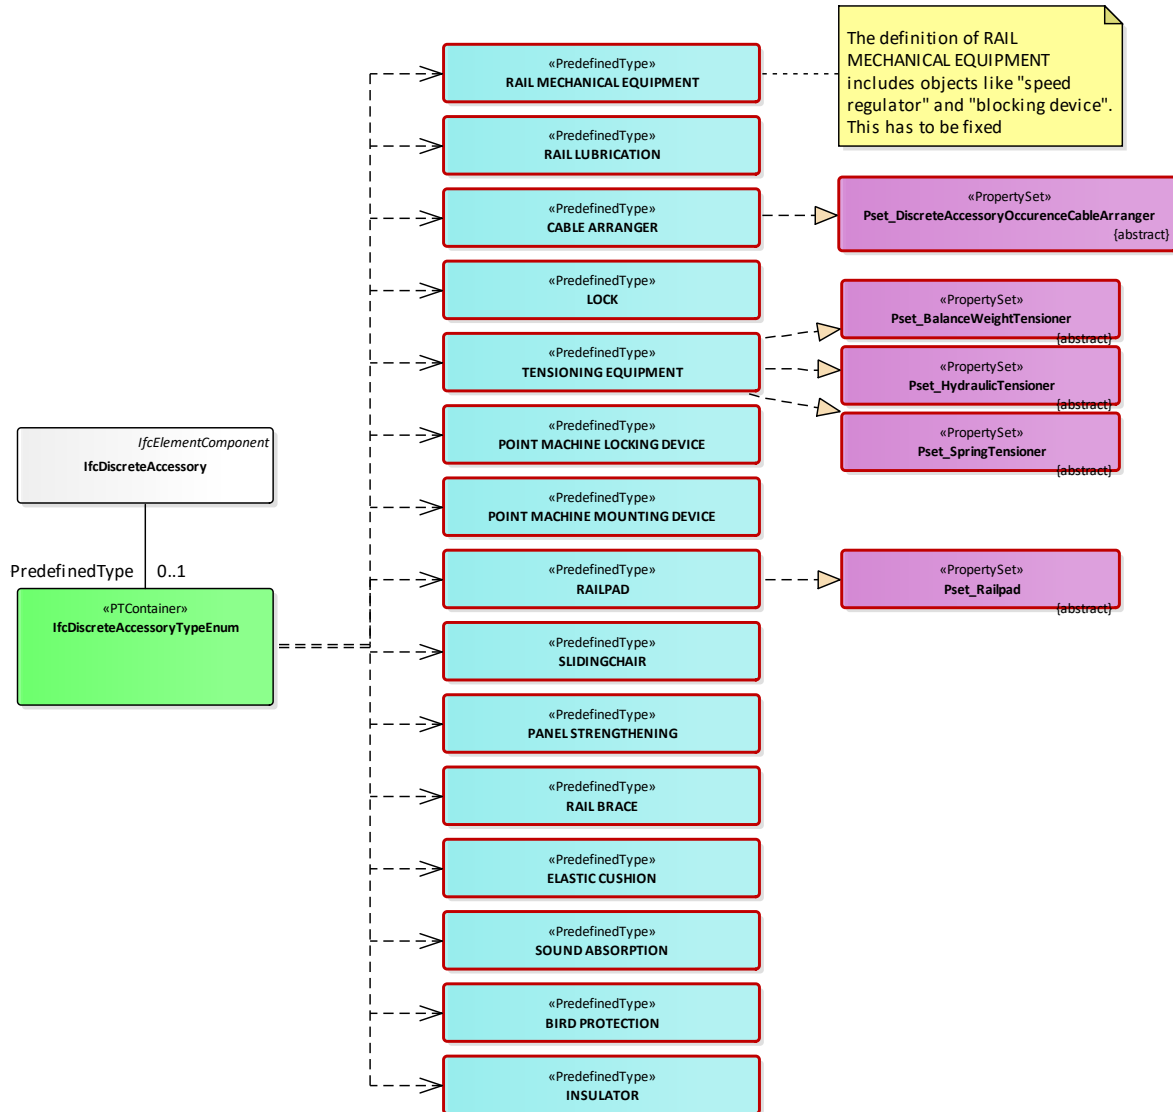 IfcElementComponent
IfcDiscreteAccessory
PredefinedType 0..1
«PTContainer»
IfcDiscreteAccessoryTypeEnum
«PredefinedType»
RAIL MECHANICAL EQUIPMENT
The definition of RAIL
MECHANICAL EQUIPMENT
includes objects like "speed
regulator" and "blocking device".
This has to be fixed
«PredefinedType»
RAIL LUBRICATION
«PredefinedType»
CABLE ARRANGER
«PropertySet»
Pset_DiscreteAccessoryOccurenceCableArranger
{abstract}
«PredefinedType»
LOCK
«PredefinedType»
TENSIONING EQUIPMENT
«PropertySet»
Pset_BalanceWeightTensioner
{abstract}
«PropertySet»
Pset_HydraulicTensioner
{abstract}
«PropertySet»
Pset_SpringTensioner
{abstract}
«PredefinedType»
POINT MACHINE LOCKING DEVICE
«PredefinedType»
POINT MACHINE MOUNTING DEVICE
«PredefinedType»
RAILPAD
«PropertySet»
Pset_Railpad
{abstract}
«PredefinedType»
SLIDINGCHAIR
«PredefinedType»
PANEL STRENGTHENING
«PredefinedType»
RAIL BRACE
«PredefinedType»
ELASTIC CUSHION
«PredefinedType»
SOUND ABSORPTION
«PredefinedType»
BIRD PROTECTION
«PredefinedType»
INSULATOR